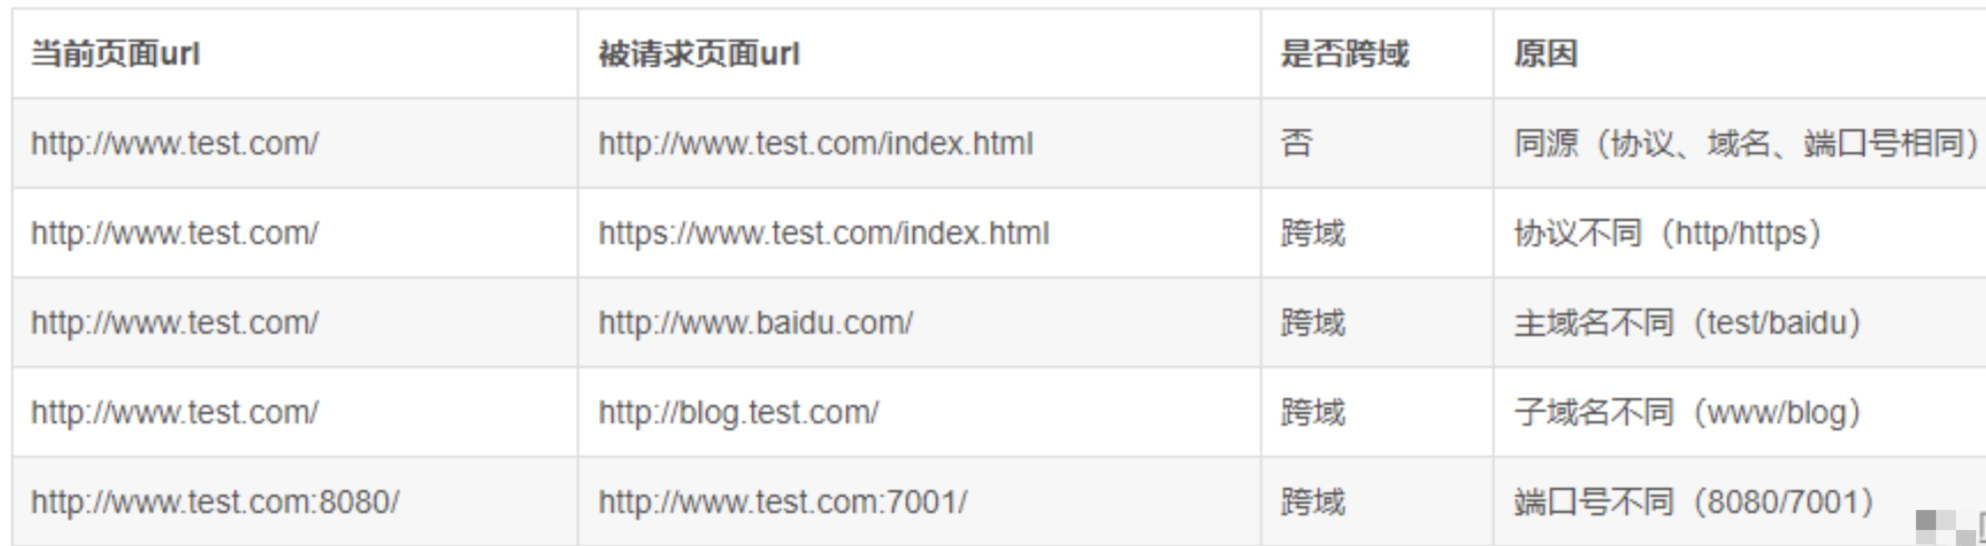 当前页面url 被请求页面url 是否跨域 原因
http://www.test.com/ http://www.test.com/index.html 否 同源（协议、域名、端口号相同）
http://www.test.com/ https://www.test.com/index.html 跨域 协议不同（http/https）
http://www.test.com/ http://www.baidu.com/ 跨域 主域名不同（test/baidu）
http://www.test.com/ http://blog.test.com/ 跨域 子域名不同（www/blog）
http://www.test.com:8080/ http://www.test.com:7001/ 跨域 端口号不同（8080/7001）